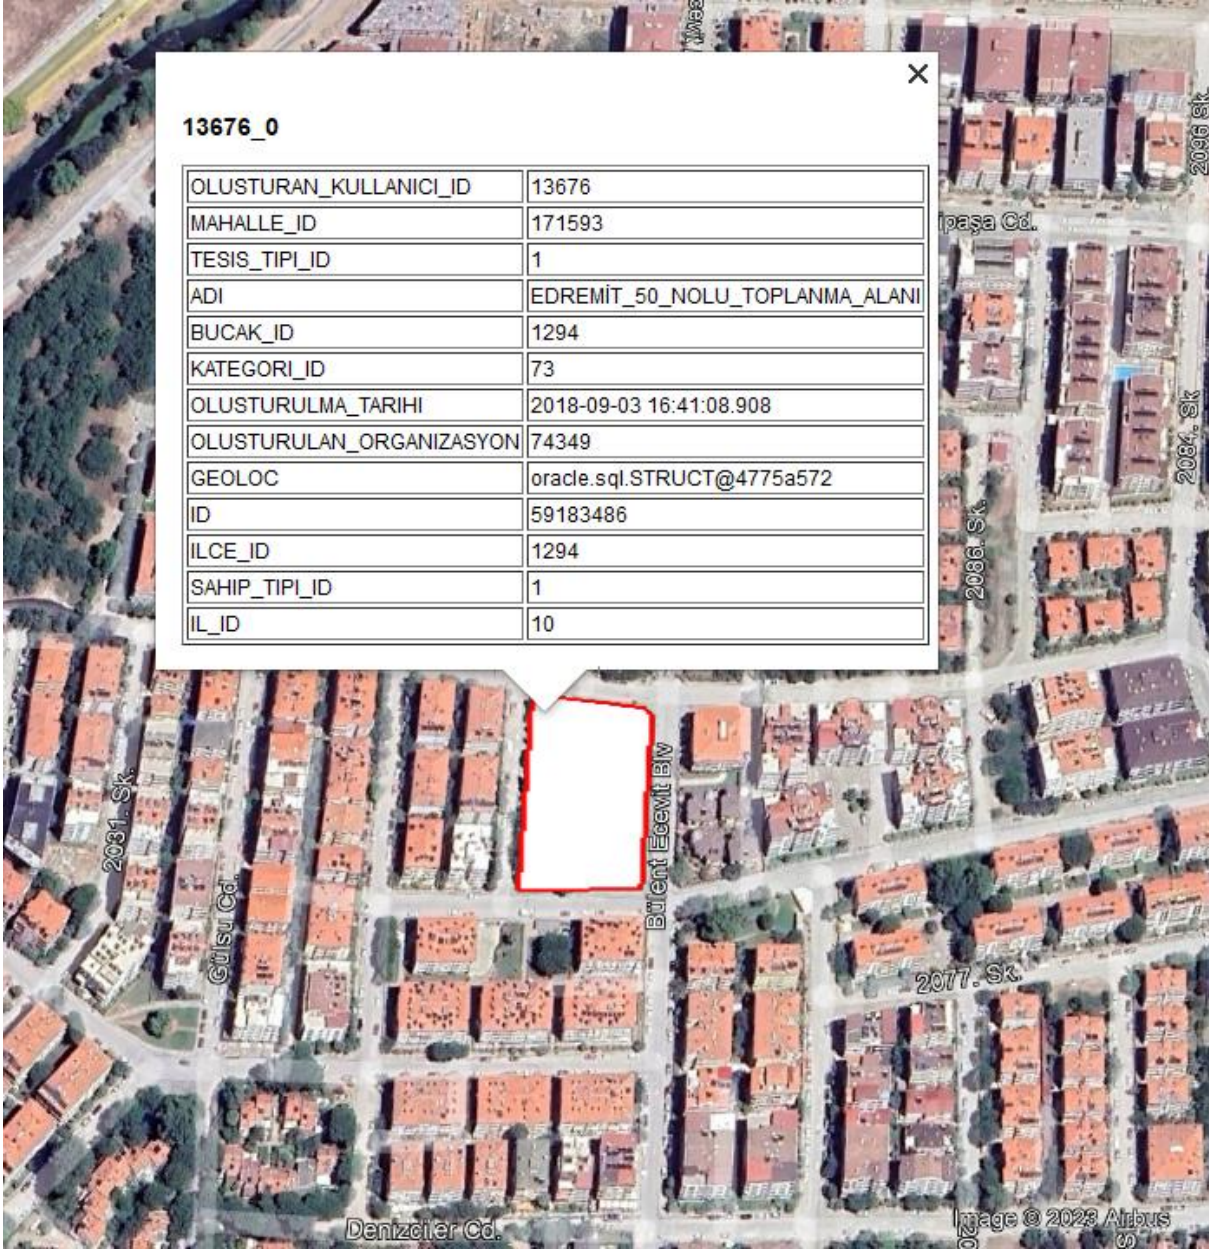 13676_0
OLUSTURAN_KULLANICI_ID 13676
MAHALLE_ID 171593
TESIS_TIPI_ID 1
ADI EDREMİT_50_NOLU_TOPLANMA_ALANI
BUCAK_ID 1294
KATEGORI_ID 73
OLUSTURULMA_TARIHI 2018-09-03 16:41:08.908
OLUSTURULAN_ORGANIZASYON 74349
GEOLOC oracle.sql.STRUCT@4775a572
ID 59183486
ILCE_ID 1294
SAHIP_TIPI_ID 1
IL_ID 10
2096 Sk.
ipaşa Cd.
2084. Sk
2086. Sk.
2031. Sk.
Bülent Ecevit Blv
Gülsu Cd.
2077. Sk.
Denizciler Cd.
Image © 2023 Airbus